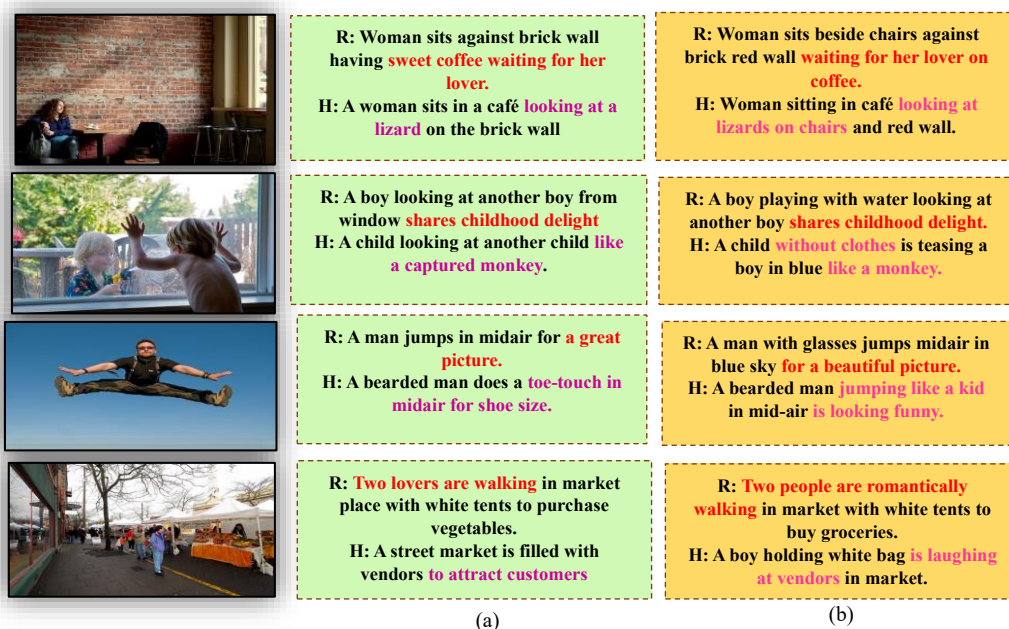 R: Woman sits against brick wall
having sweet coffee waiting for her
lover.
H: A woman sits in a café looking at a
lizard on the brick wall
R: Woman sits beside chairs against
brick red wall waiting for her lover on
coffee.
H: Woman sitting in café looking at
lizards on chairs and red wall.
R: A boy looking at another boy from
window shares childhood delight
H: A child looking at another child like
a captured monkey.
R: A boy playing with water looking at
another boy shares childhood delight.
H: A child without clothes is teasing a
boy in blue like a monkey.
R: A man jumps in midair for a great
picture.
H: A bearded man does a toe-touch in
midair for shoe size.
R: A man with glasses jumps midair in
blue sky for a beautiful picture.
H: A bearded man jumping like a kid
in mid-air is looking funny.
R: Two lovers are walking in market
place with white tents to purchase
vegetables.
H: A street market is filled with
vendors to attract customers
R: Two people are romantically
walking in market with white tents to
buy groceries.
H: A boy holding white bag is laughing
at vendors in market.
(a)
(b)